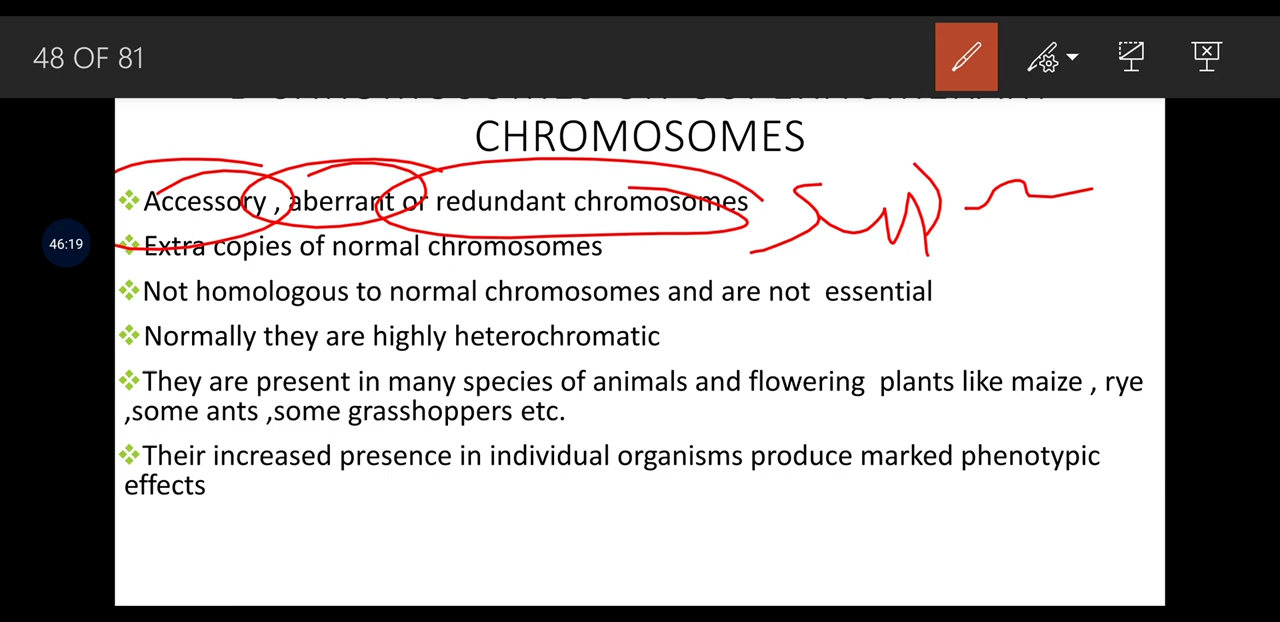 48 OF 81
CHROMOSOMES
Accessory , aberrant or redundant chromosomes
46:19
Extra copies of normal chromosomes
Not homologous to normal chromosomes and are not essential
Normally they are highly heterochromatic
They are present in many species of animals and flowering plants like maize , rye
,some ants ,some grasshoppers etc.
Their increased presence in individual organisms produce marked phenotypic
effects